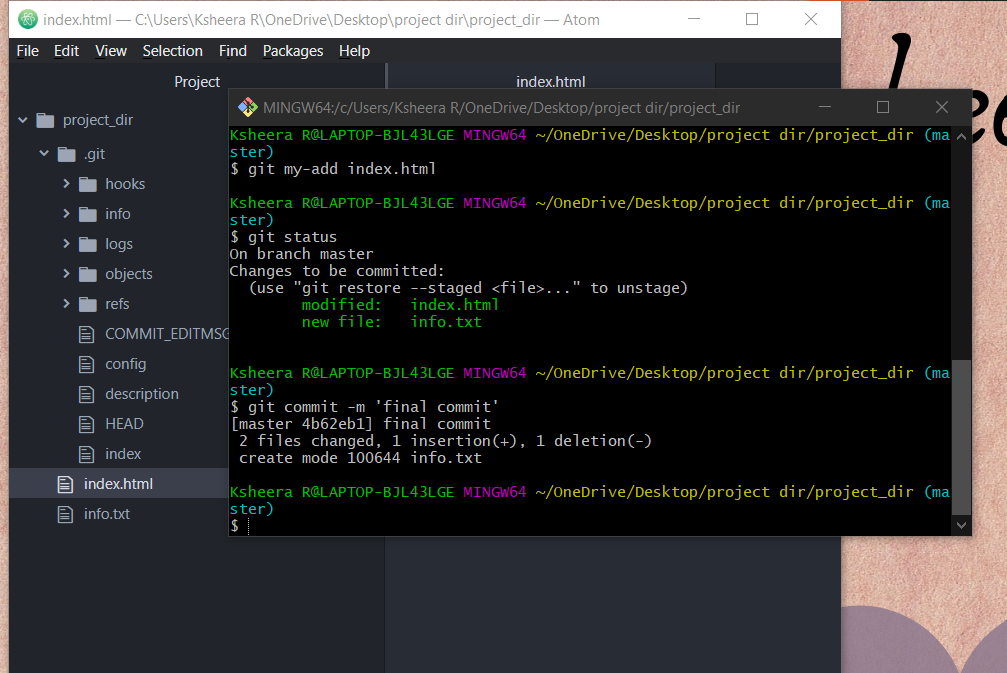 index.html — C:\Users\Ksheera R\OneDrive\Desktop\project dir\project_dir — Atom
File Edit View Selection Find Packages Help
Project
index.html
project_dir
.git
hooks
info
logs
objects
refs
COMMIT_EDITMSG
config
description
HEAD
index
index.html
info.txt
MINGW64:/c/Users/Ksheera R/OneDrive/Desktop/project dir/project_dir
Ksheera R@LAPTOP-BJL43LGE MINGW64 ~/OneDrive/Desktop/project dir/project_dir (ma
ster)
$ git my-add index.html
Ksheera R@LAPTOP-BJL43LGE MINGW64 ~/OneDrive/Desktop/project dir/project_dir (ma
ster)
$ git status
On branch master
Changes to be committed:
(use "git restore --staged <file>..." to unstage)
modified: index.html
new file: info.txt
Ksheera R@LAPTOP-BJL43LGE MINGW64 ~/OneDrive/Desktop/project dir/project_dir (ma
ster)
$ git commit -m 'final commit'
[master 4b62eb1] final commit
2 files changed, 1 insertion(+), 1 deletion(-)
create mode 100644 info.txt
Ksheera R@LAPTOP-BJL43LGE MINGW64 ~/OneDrive/Desktop/project dir/project_dir (ma
ster)
$